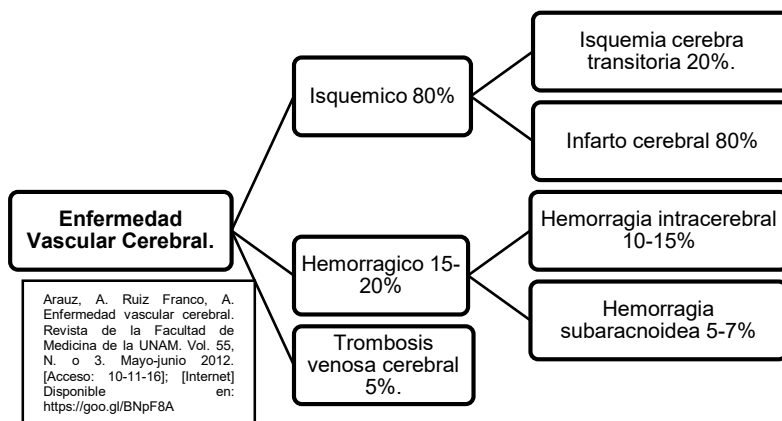 Enfermedad
Vascular Cerebral.
Isquemico 80%
Isquemia cerebra
transitoria 20%.
Infarto cerebral 80%
Hemorragico 15-
20%
Hemorragia intracerebral
10-15%
Hemorragia
subaracnoidea 5-7%
Trombosis
venosa cerebral
5%.
Arauz, A. Ruiz Franco, A.
Enfermedad vascular cerebral.
Revista de la Facultad de
Medicina de la UNAM. Vol. 55,
N. o 3. Mayo-junio 2012.
[Acceso: 10-11-16]; [Internet]
Disponible en:
https://goo.gl/BNpF8A